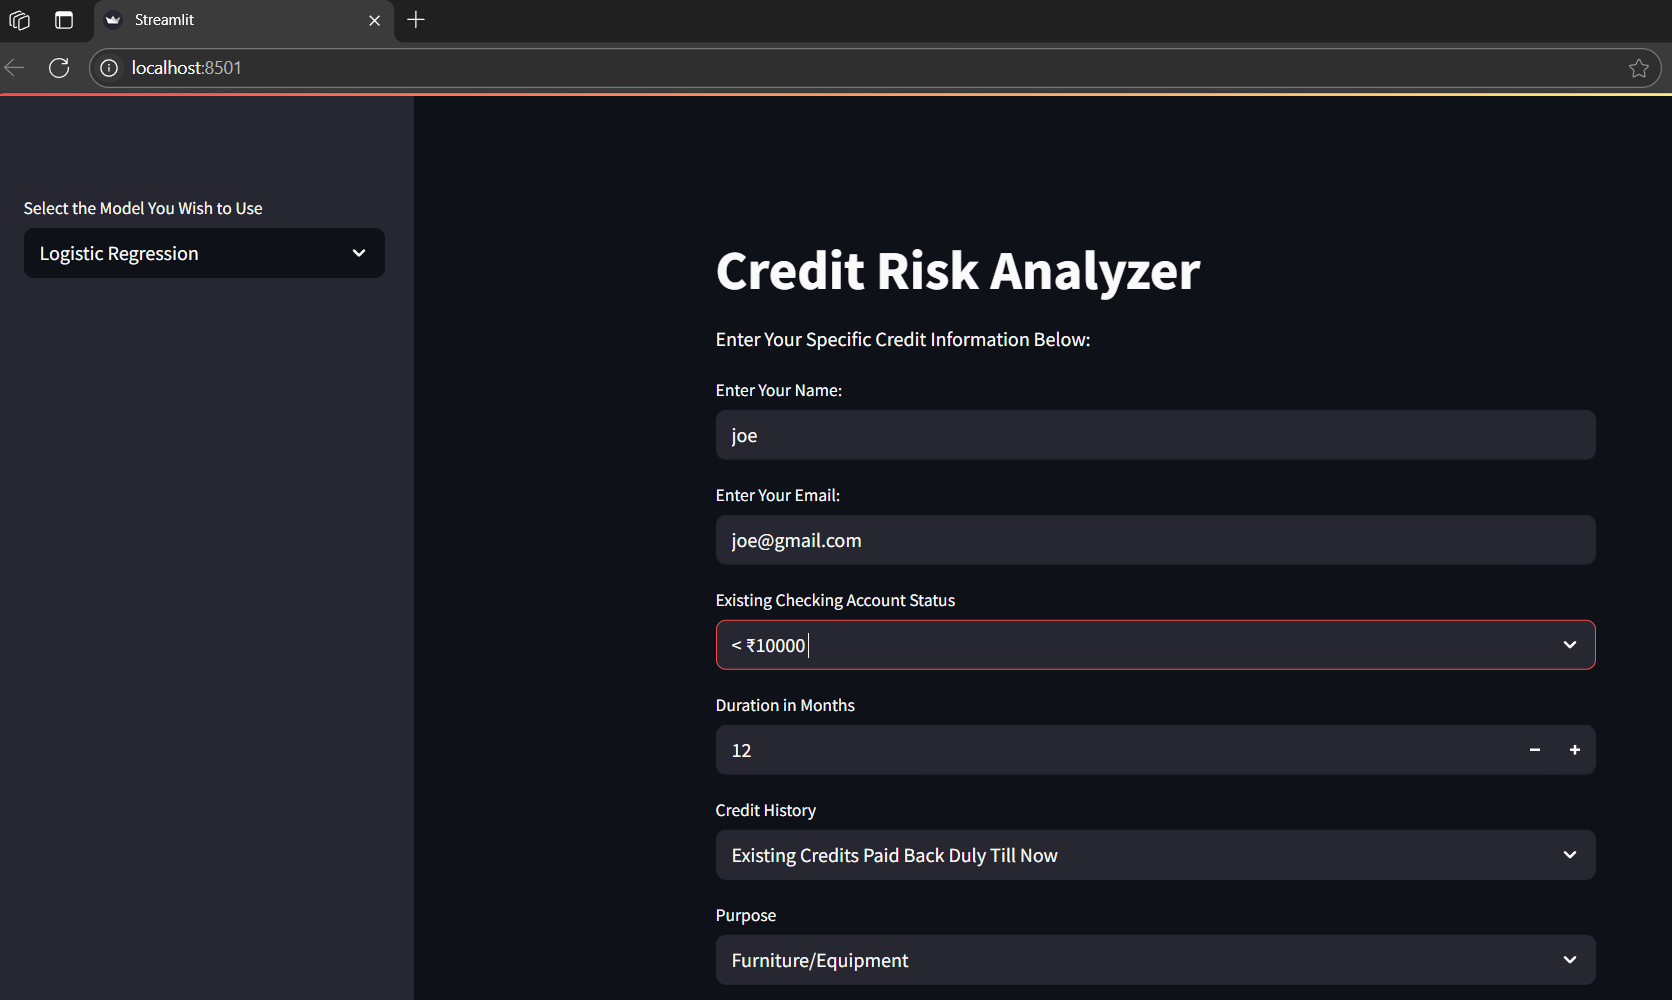 Streamlit
localhost:8501
Select the Model You Wish to Use
Logistic Regression
Credit Risk Analyzer
Enter Your Specific Credit Information Below:
Enter Your Name:
joe
Enter Your Email:
joe@gmail.com
Existing Checking Account Status
< ₹10000
Duration in Months
12
Credit History
Existing Credits Paid Back Duly Till Now
Purpose
Furniture/Equipment